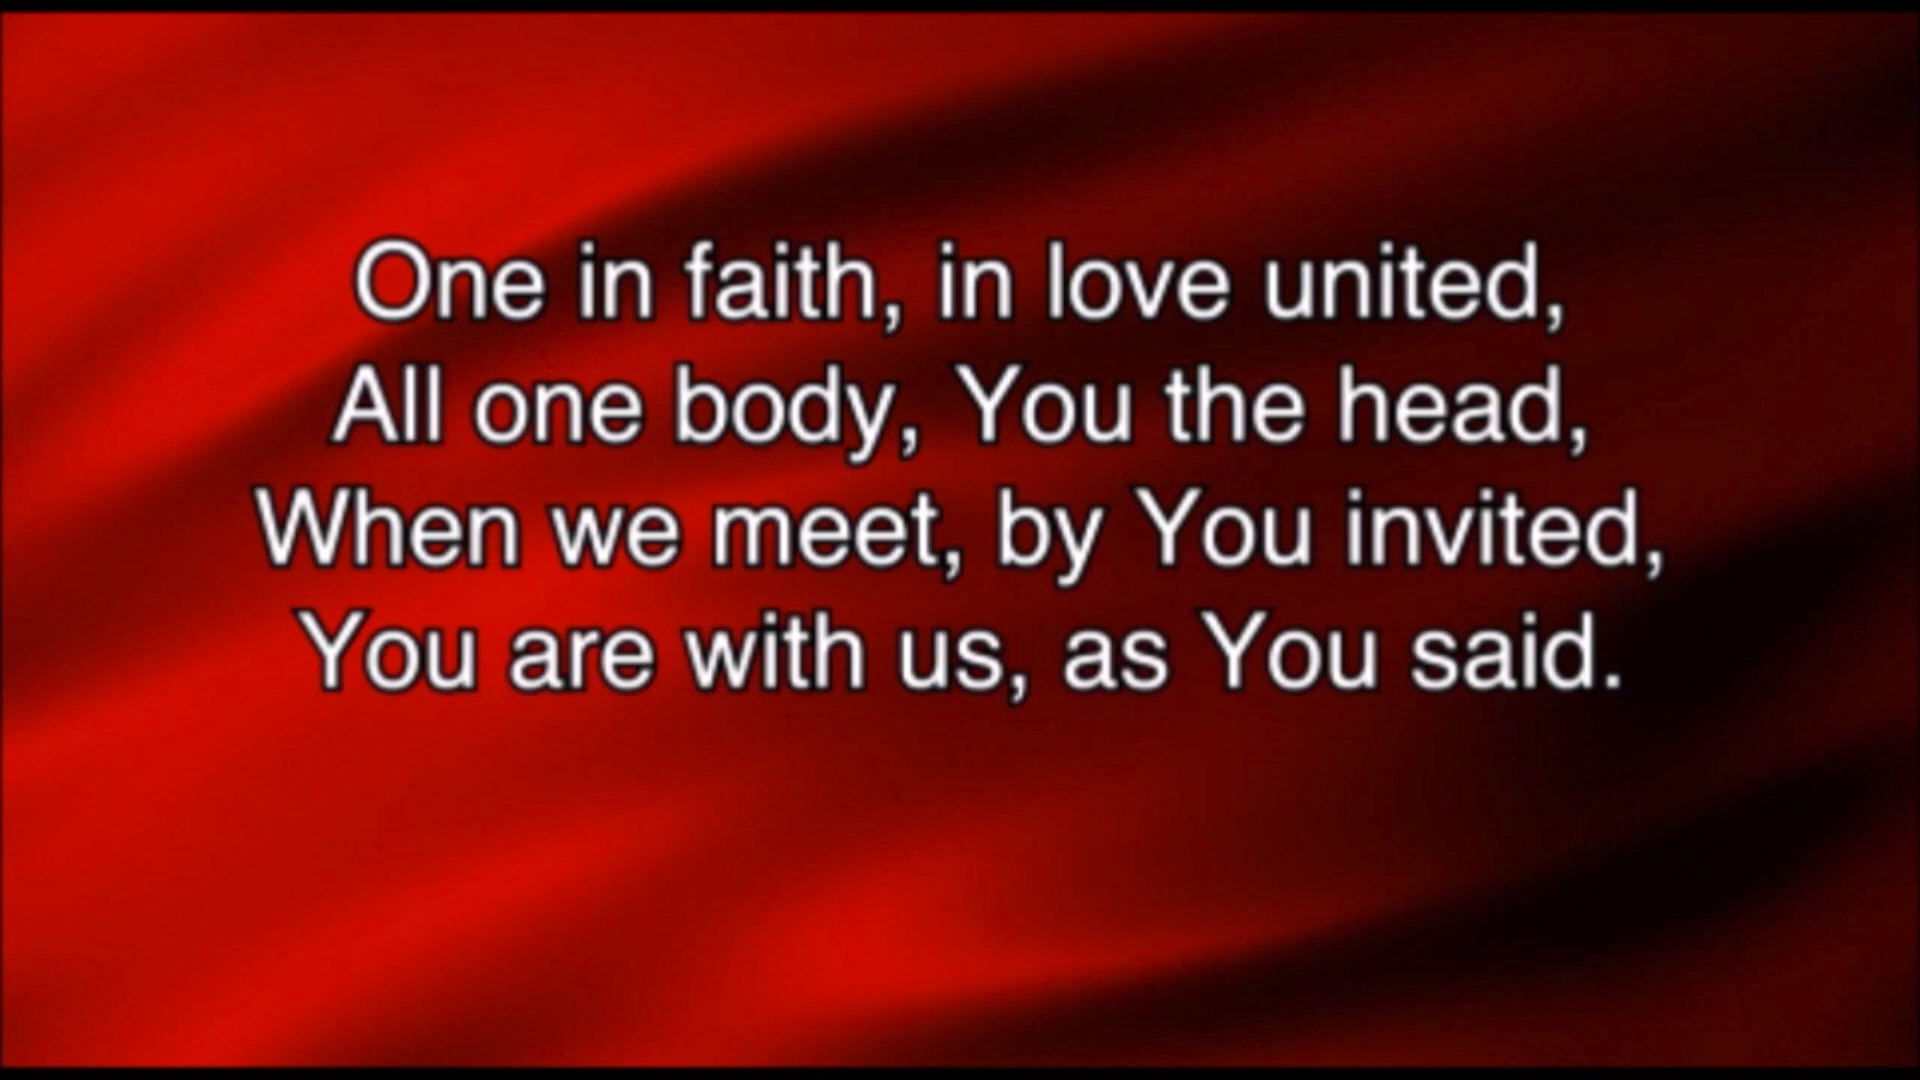 One in faith, in love united,
All one body, You the head,
When we meet, by You invited,
You are with us, as You said.